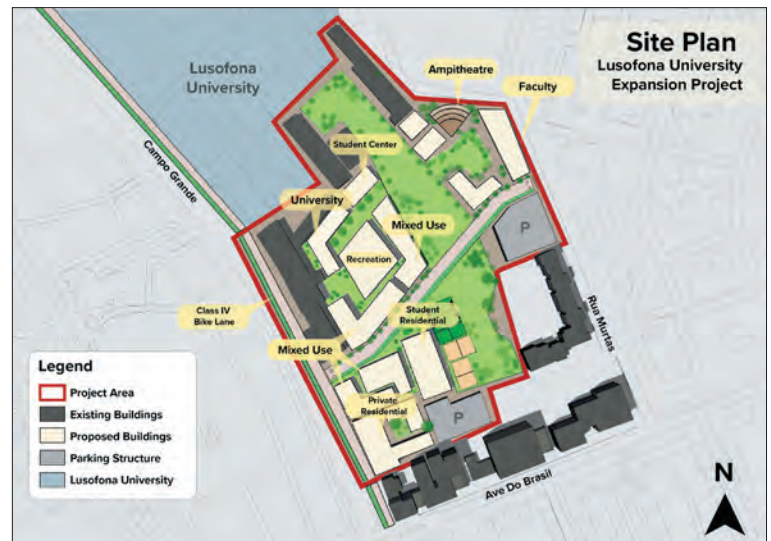 Site Plan
Lusofona University
Expansion Project
Lusofona
University
Ampitheatre
Faculty
Student Center
Campo Grande
University
Mixed Use
P
Recreation
Class IV
Bike Lane
Student
Residential
Rua Murtas
Mixed Use
Private
Residential
P
Ave Do Brasil
Legend
Project Area
Existing Buildings
Proposed Buildings
Parking Structure
Lusofona University
N